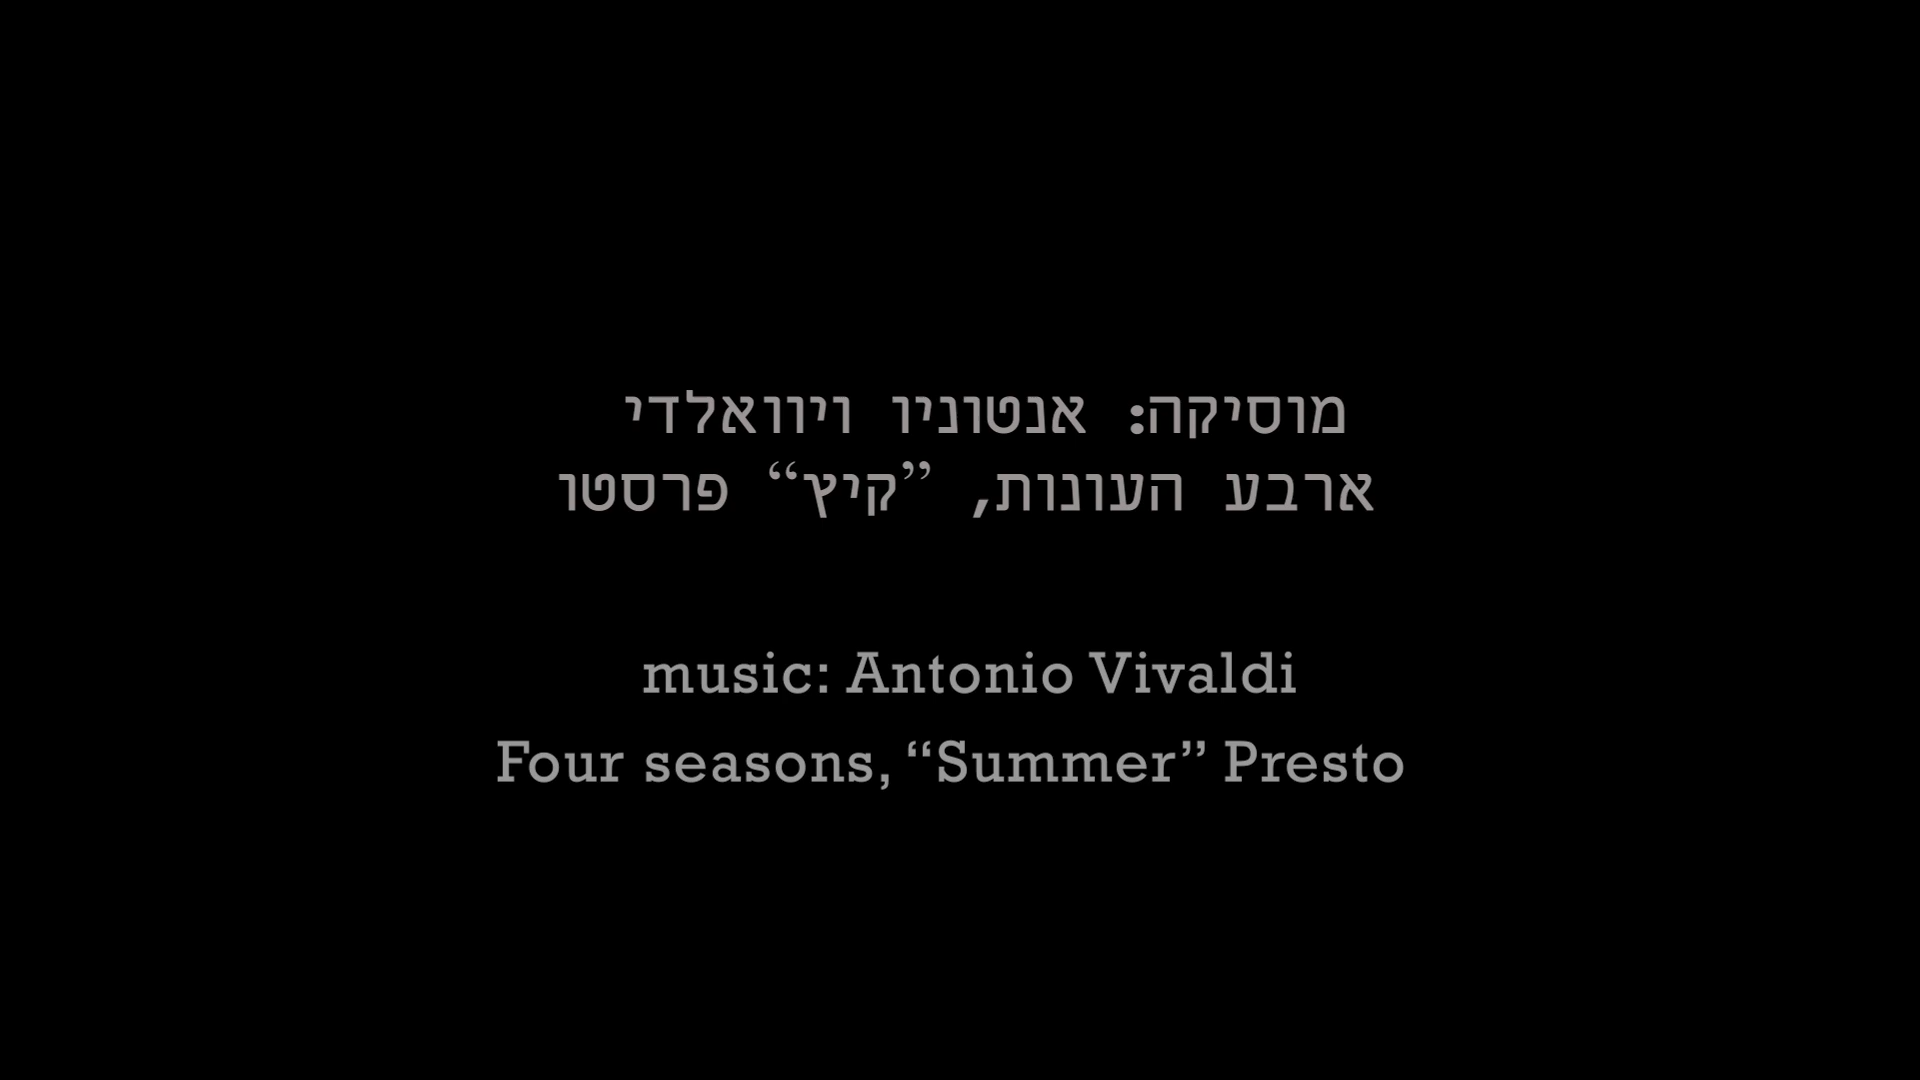 מוסיקה: אנטוניו ויוואלדי
ארבע העונות, ”קיץ“ פרסטו
music: Antonio Vivaldi
Four seasons, “Summer” Presto